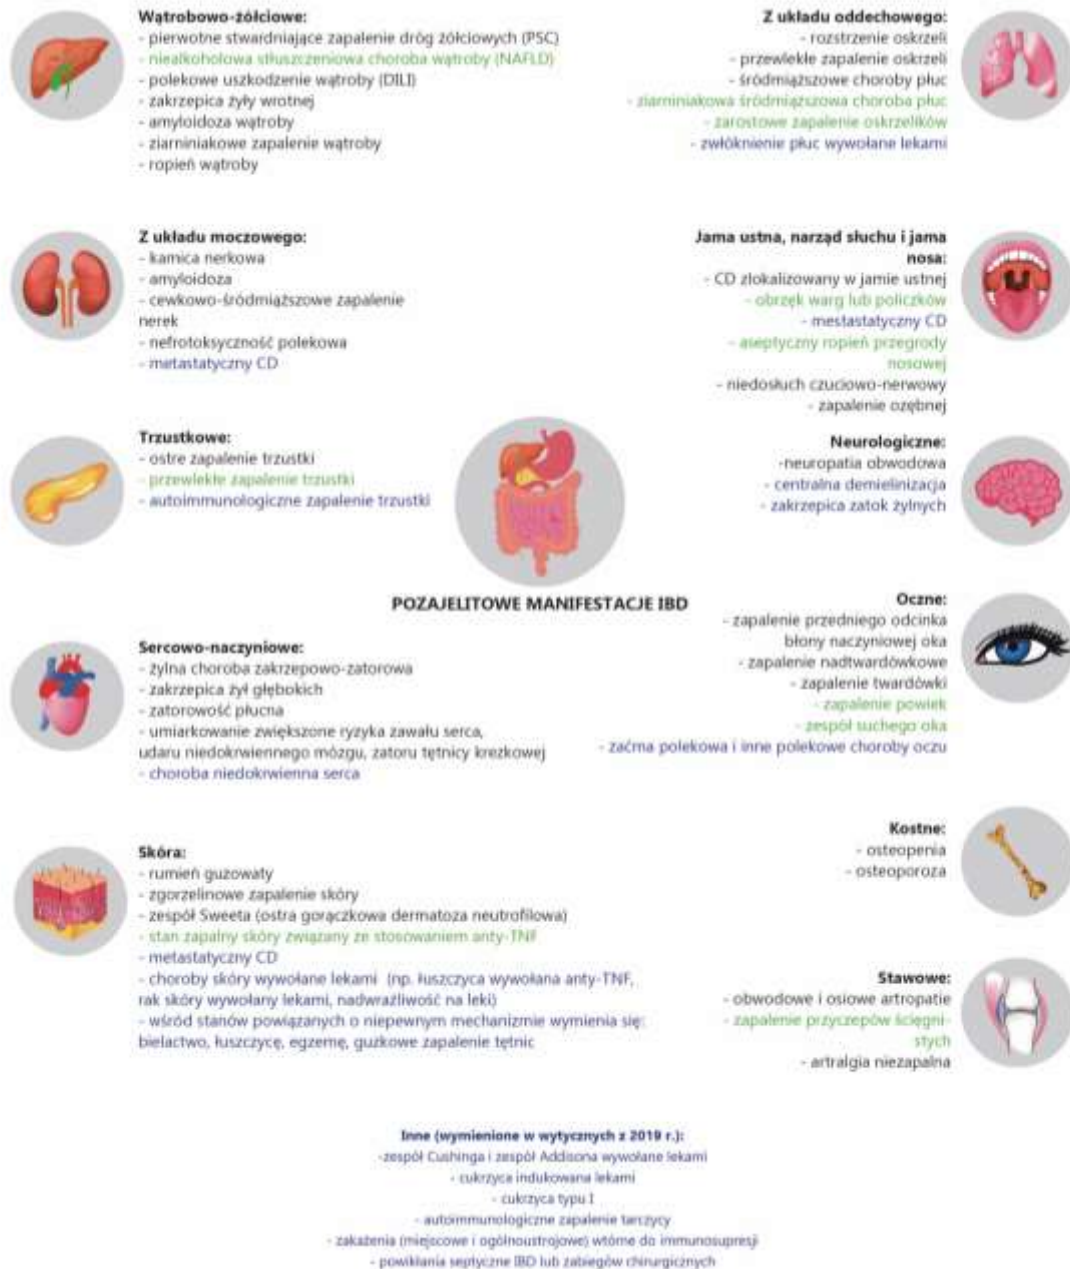 Wątrobowo-żółciowe:
- pierwotne stwardniające zapalenie dróg żółciowych (PSC)
- niealkoholowa stłuszczeniowa choroba wątroby (NAFLD)
- polekowe uszkodzenie wątroby (DILI)
- zakrzepica żyły wrotnej
- amyloidoza wątroby
- ziarniniakowe zapalenie wątroby
- ropień wątroby
Z układu oddechowego:
- rozstrzenie oskrzeli
- przewlekłe zapalenie oskrzeli
- śródmiąższowe choroby płuc
- ziarniniakowa śródmiąższowa choroba płuc
- zarostowe zapalenie oskrzelików
- zwłóknienie płuc wywołane lekami
Z układu moczowego:
- kamica nerkowa
- amyloidoza
- cewkowo-śródmiąższowe zapalenie
nerek
- nefrotoksyczność polekowa
- metastatyczny CD
Jama ustna, narząd słuchu i jama
nosa:
- CD zlokalizowany w jamie ustnej
- obrzęk warg lub policzków
- mestastatyczny CD
- aseptyczny ropień przegrody
nosowej
- niedosłuch czuciowo-nerwowy
- zapalenie ozębnej
Trzustkowe:
- ostre zapalenie trzustki
- przewlekłe zapalenie trzustki
- autoimmunologiczne zapalenie trzustki
Neurologiczne:
-neuropatia obwodowa
- centralna demielinizacja
- zakrzepica zatok żylnych
POZAJELITOWE MANIFESTACJE IBD
Sercowo-naczyniowe:
- żylna choroba zakrzepowo-zatorowa
- zakrzepica żył głębokich
- zatorowość płucna
- umiarkowanie zwiększone ryzyka zawału serca,
udaru niedokrwiennego mózgu, zatoru tętnicy krezkowej
- choroba niedokrwienna serca
Oczne:
- zapalenie przedniego odcinka
błony naczyniowej oka
- zapalenie nadtwardówkowe
- zapalenie twardówki
- zapalenie powiek
- zespół suchego oka
- zaćma polekowa i inne polekowe choroby oczu
Skóra:
- rumień guzowaty
- zgorzelinowe zapalenie skóry
- zespół Sweeta (ostra gorączkowa dermatoza neutrofilowa)
- stan zapalny skóry związany ze stosowaniem anty-TNF
- metastatyczny CD
- choroby skóry wywołane lekami (np. łuszczyca wywołana anty-TNF,
rak skóry wywołany lekami, nadwrażliwość na leki)
- wśród stanów powiązanych o niepewnym mechanizmie wymienia się:
bielactwo, łuszczycę, egzemę, guzkowe zapalenie tętnic
Kostne:
- osteopenia
- osteoporoza
Stawowe:
- obwodowe i osiowe artropatie
- zapalenie przyczepów ścięgni-
stych
- artralgia niezapalna
Inne (wymienione w wytycznych z 2019 r.):
-zespół Cushinga i zespół Addisona wywołane lekami
- cukrzyca indukowana lekami
- cukrzyca typu I
- autoimmunologiczne zapalenie tarczycy
- zakażenia (miejscowe i ogólnoustrojowe) wtórne do immunosupresji
- powikłania septyczne IBD lub zabiegów chirurgicznych